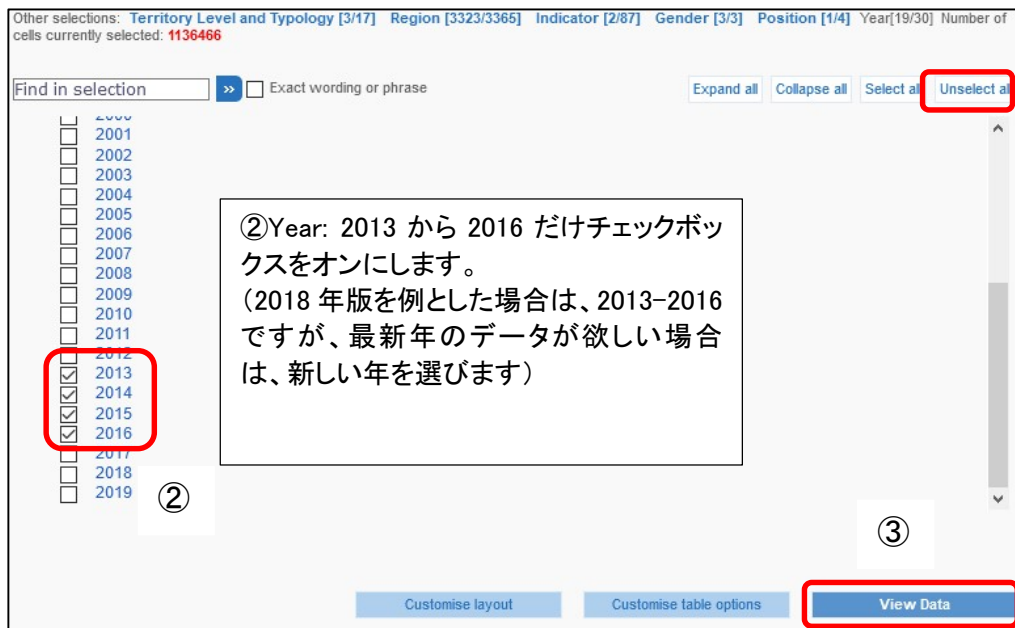 Other selections: Territory Level and Typology [3/17] Region [3323/3365] Indicator [2/87] Gender [3/3] Position [1/4] Year[19/30] Number of
cells currently selected: 1136466
Find in selection » Exact wording or phrase Expand all Collapse all Select al Unselect al
2000
2001
2002
2003
2004
2005
2006
2007
2008
2009
2010
2011
2012
2013
2014
2015
2016
2017
2018
2019
②Year: 2013 から 2016 だけチェックボッ
クスをオンにします。
(2018 年版を例とした場合は、2013-2016
ですが、最新年のデータが欲しい場合
は、新しい年を選びます)
②
③
Customise layout Customise table options View Data